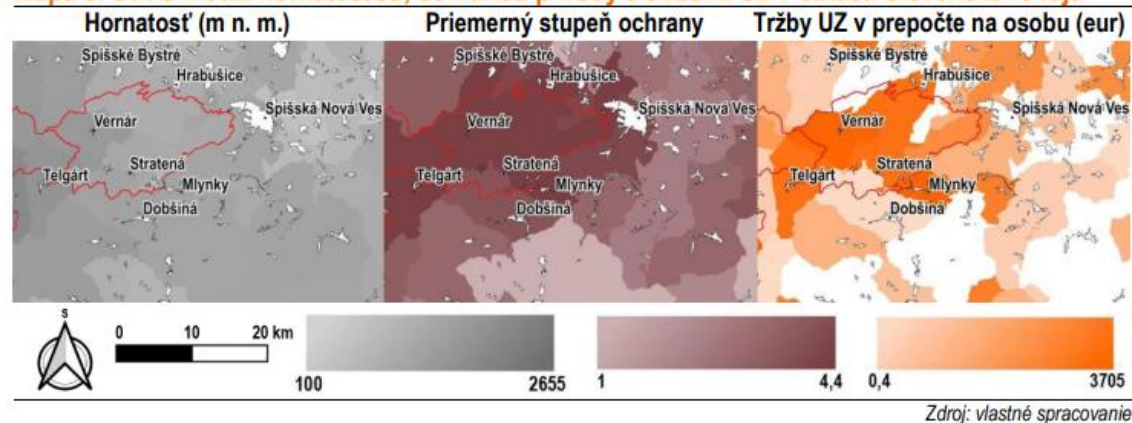 Hornatosť (m n. m.) Priemerný stupeň ochrany Tržby UZ v prepočte na osobu (eur)
Spišské Bystré
Hrabušice
Spišská Nová Ves
Vernár
Stratená
Telgárt
Mlynky
Dobšiná
Spišské Bystré
Hrabušice
Spišská Nová Ves
Vernár
Stratená
Telgárt
Mlynky
Dobšiná
Spišské Bystré
Hrabušice
Spišská Nová Ves
Vernár
Stratená
Telgárt
Mlynky
Dobšiná
S
0 10 20 km
100 2655
1 4,4
0,4 3705
Zdroj: vlastné spracovanie